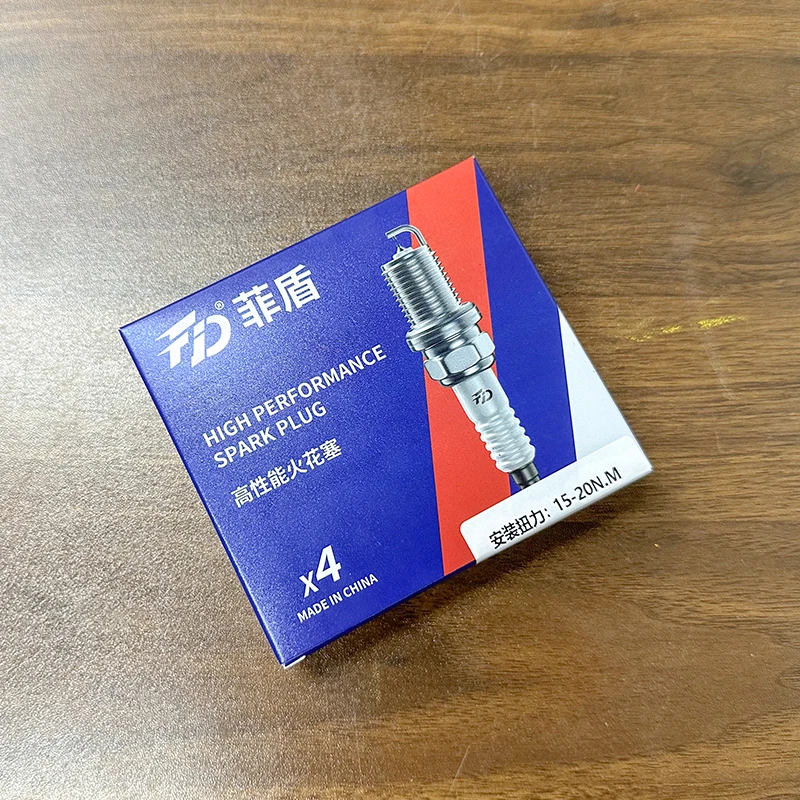 FD® 菲盾
HIGH PERFORMANCE
SPARK PLUG
高性能火花塞
x4
MADE IN CHINA
FD
安装扭力：15-20N.M